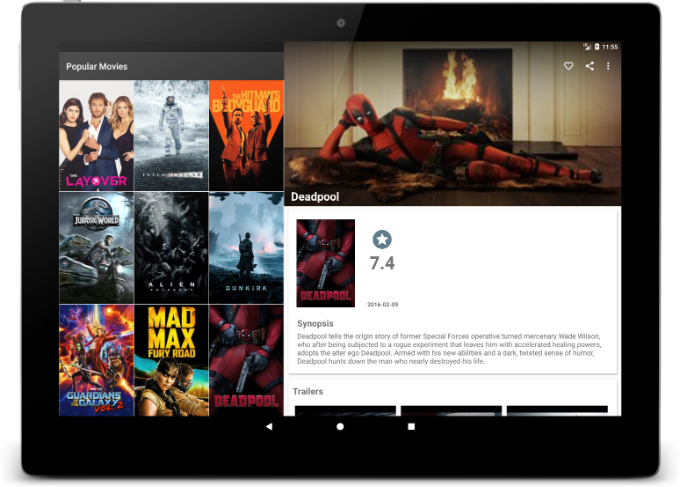 11:55
Popular Movies
THE LAYOVER
INTERSTELLAR
THE HITMAN'S
BODYGUARD
JURASSIC WORLD
ALIEN
COVENANT
DUNKIRK
GUARDIANS
OF THE
GALAXY
VOL. 2
MAD
MAX
FURY ROAD
DEADPOOL
Deadpool
DEADPOOL
7.4
2016-02-09
Synopsis
Deadpool tells the origin story of former Special Forces operative turned mercenary Wade Wilson,
who after being subjected to a rogue experiment that leaves him with accelerated healing powers,
adopts the alter ego Deadpool. Armed with his new abilities and a dark, twisted sense of humor,
Deadpool hunts down the man who nearly destroyed his life.
Trailers